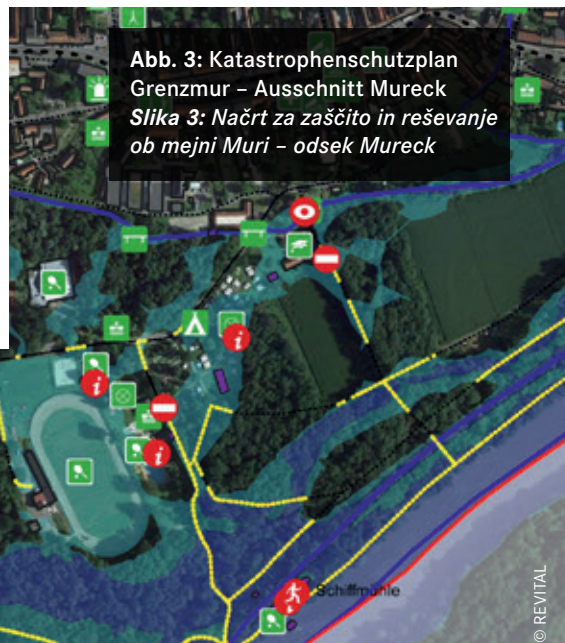 Abb. 3: Katastrophenschutzplan
Grenzmur – Ausschnitt Mureck
Slika 3: Načrt za zaščito in reševanje
ob mejni Muri – odsek Mureck
i
i
i
Schiffmühle
© REVITAL